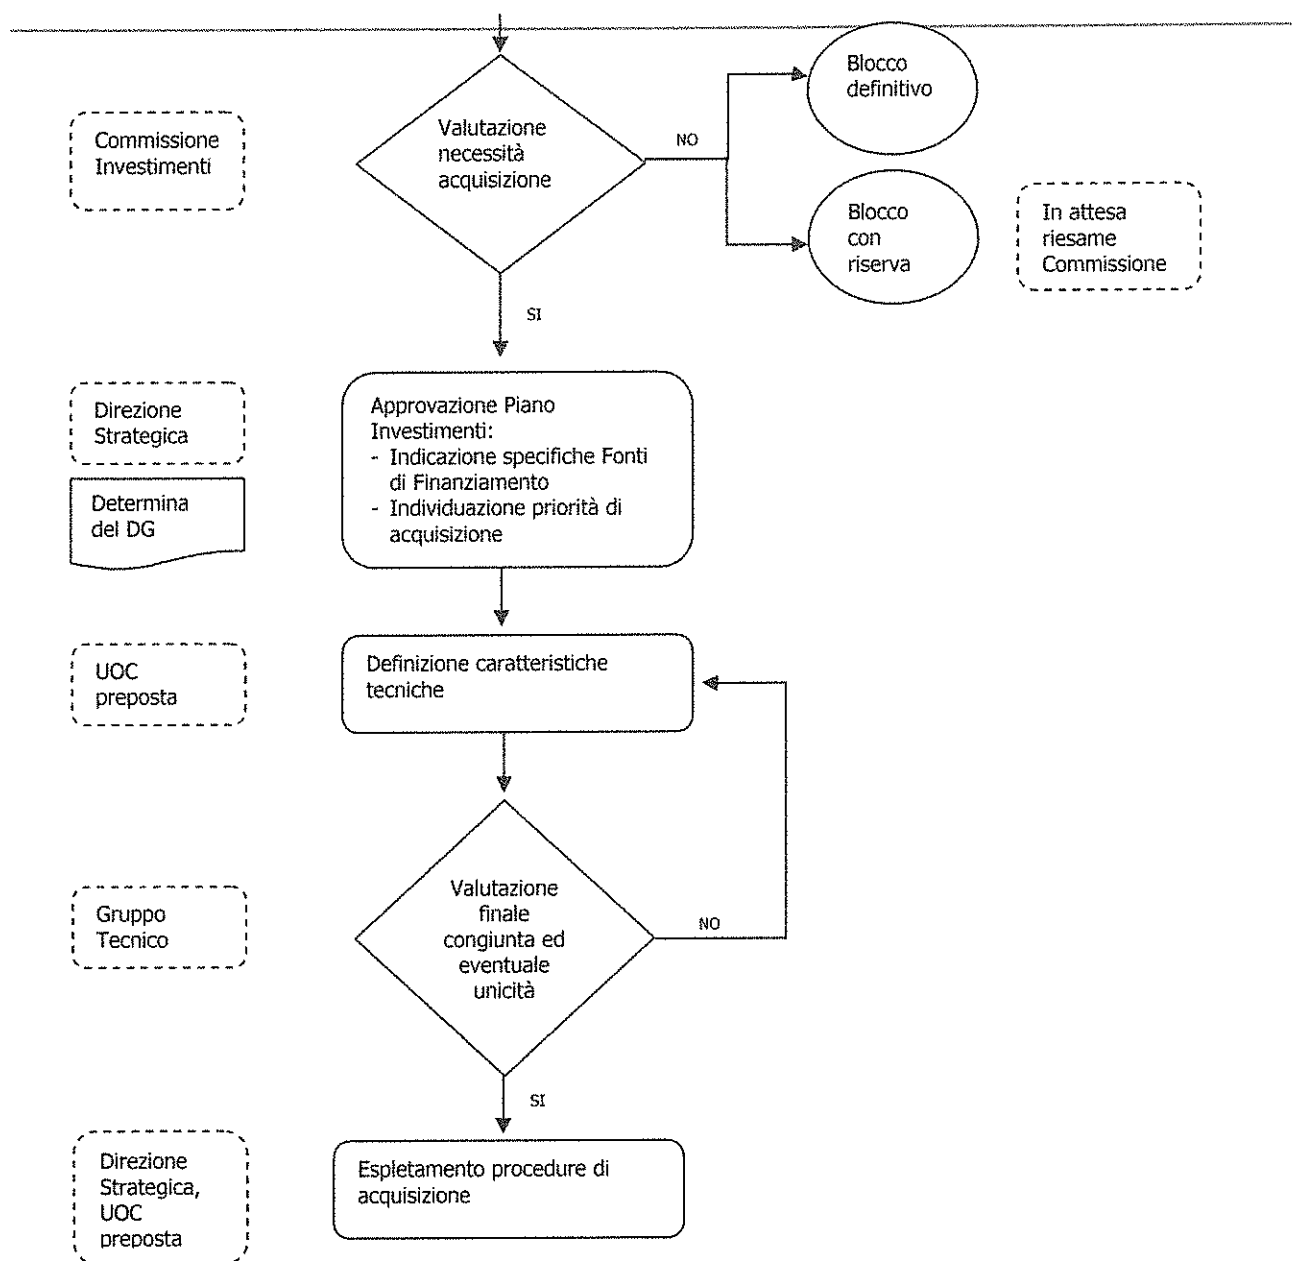 Commissione
Investimenti
Valutazione
necessità
acquisizione
NO
Blocco
definitivo
Blocco
con
riserva
In attesa
riesame
Commissione
SI
Direzione
Strategica
Determina
del DG
Approvazione Piano
Investimenti:
- Indicazione specifiche Fonti
di Finanziamento
- Individuazione priorità di
acquisizione
UOC
preposta
Definizione caratteristiche
tecniche
Gruppo
Tecnico
Valutazione
finale
congiunta ed
eventuale
unicità
NO
SI
Direzione
Strategica,
UOC
preposta
Espletamento procedure di
acquisizione